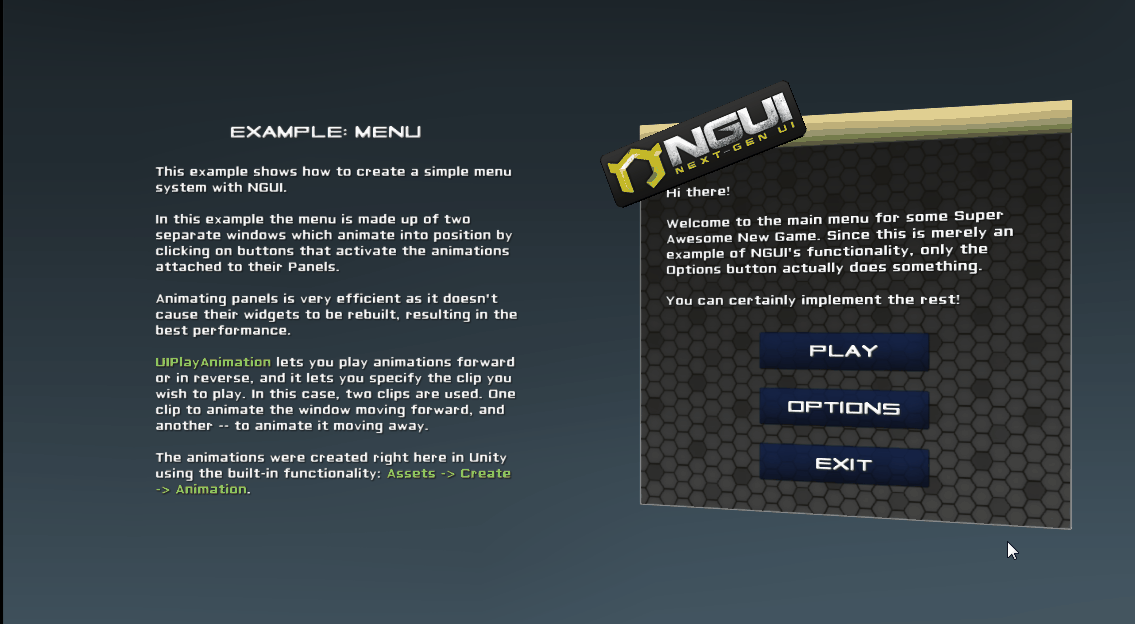 EXAMPLE: MENU
This example shows how to create a simple menu
system with NGUI.
In this example the menu is made up of two
separate windows which animate into position by
clicking on buttons that activate the animations
attached to their Panels.
Animating panels is very efficient as it doesn't
cause their widgets to be rebuilt, resulting in the
best performance.
UIPlayAnimation lets you play animations forward
or in reverse, and it lets you specify the clip you
wish to play. In this case, two clips are used. One
clip to animate the window moving forward, and
another -- to animate it moving away.
The animations were created right here in Unity
using the built-in functionality: Assets -> Create
-> Animation.
NGUI
NEXT-GEN UI
Hi there!
Welcome to the main menu for some Super
Awesome New Game. Since this is merely an
example of NGUI's functionality, only the
Options button actually does something.
You can certainly implement the rest!
PLAY
OPTIONS
EXIT